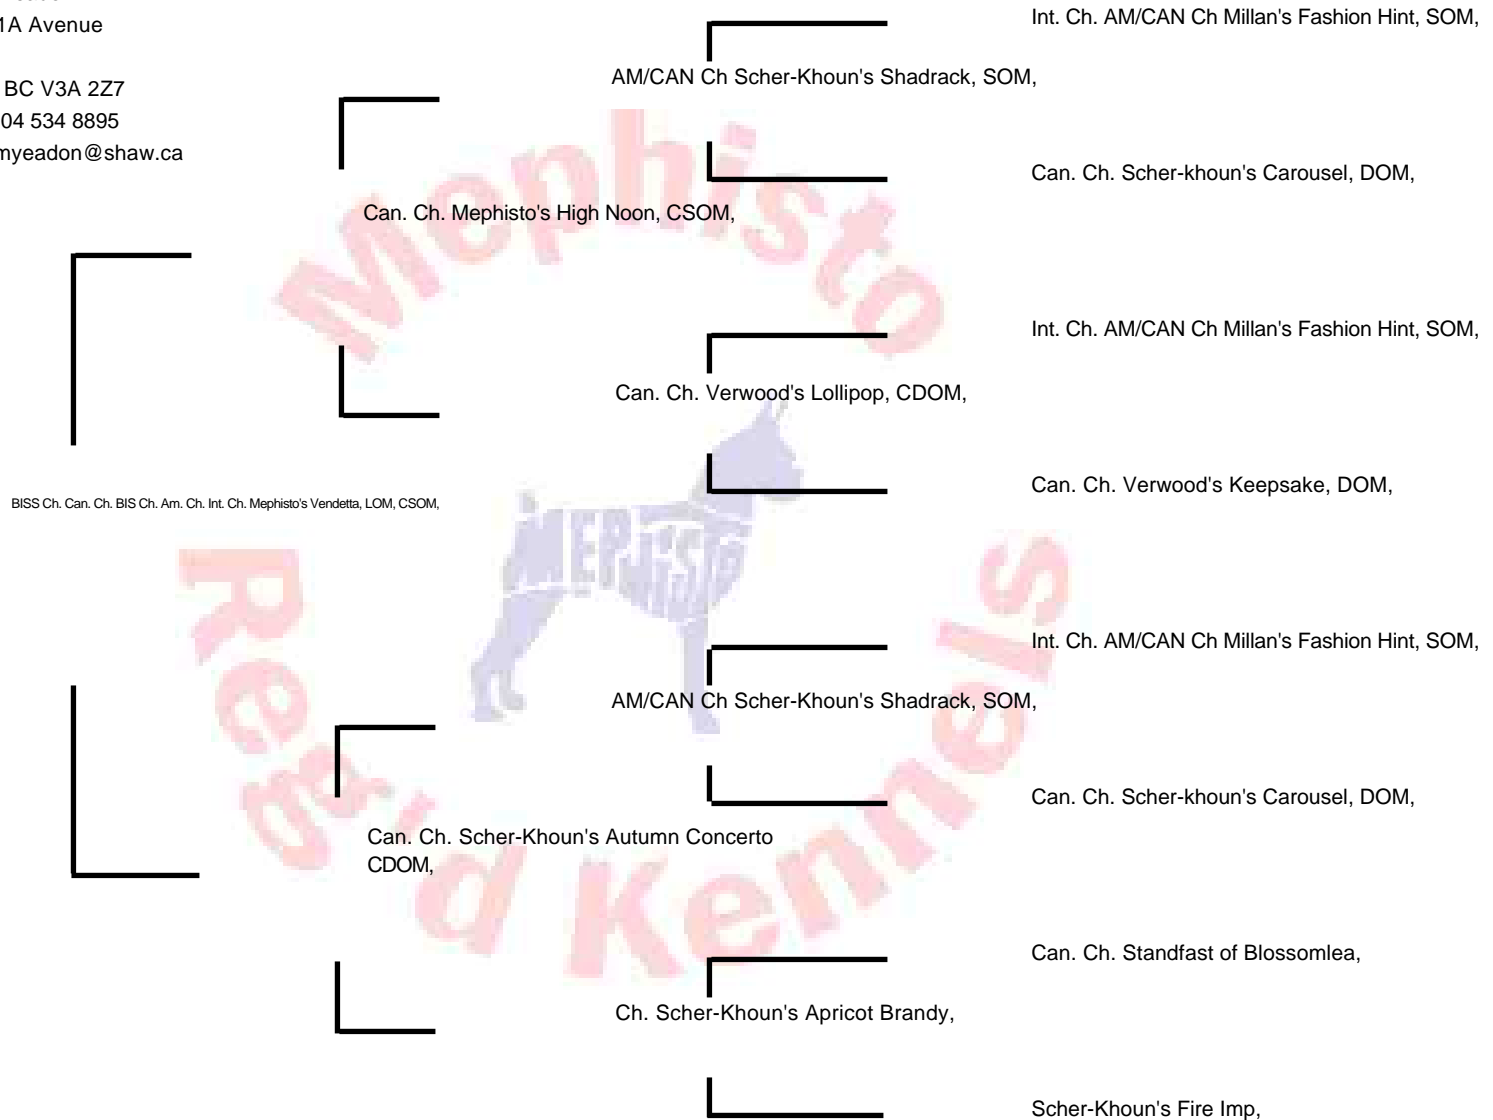 1A Avenue
BC V3A 2Z7
04 534 8895
myeadon@shaw.ca
Int. Ch. AM/CAN Ch Millan's Fashion Hint, SOM,
AM/CAN Ch Scher-Khoun's Shadrack, SOM,
Can. Ch. Scher-khoun's Carousel, DOM,
Can. Ch. Mephisto's High Noon, CSOM,
Int. Ch. AM/CAN Ch Millan's Fashion Hint, SOM,
Can. Ch. Verwood's Lollipop, CDOM,
Can. Ch. Verwood's Keepsake, DOM,
BISS Ch. Can. Ch. BIS Ch. Am. Ch. Int. Ch. Mephisto's Vendetta, LOM, CSOM,
Int. Ch. AM/CAN Ch Millan's Fashion Hint, SOM,
AM/CAN Ch Scher-Khoun's Shadrack, SOM,
Can. Ch. Scher-khoun's Carousel, DOM,
Can. Ch. Scher-Khoun's Autumn Concerto
CDOM,
Can. Ch. Standfast of Blossomlea,
Ch. Scher-Khoun's Apricot Brandy,
Scher-Khoun's Fire Imp,
Mephisto
MEPHISTO
Reg'd Kennels